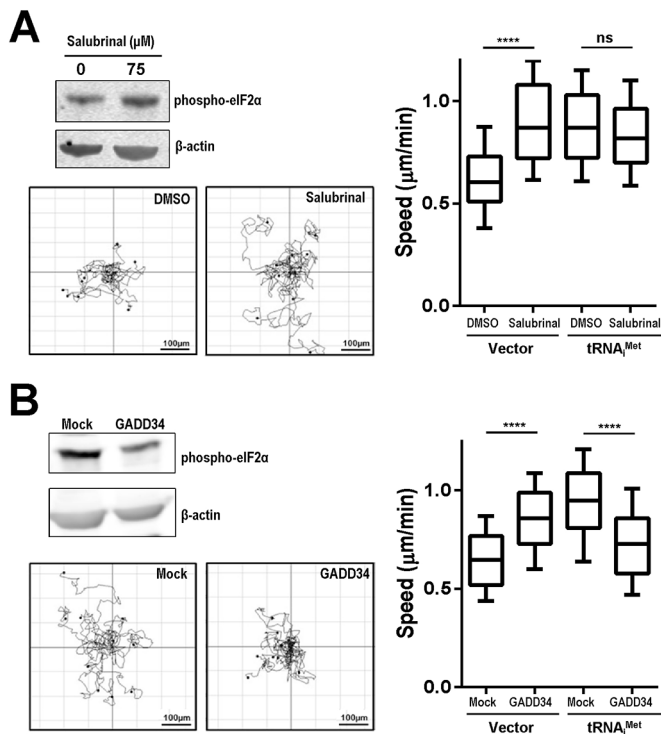 A
Salubrinal (μM)
0 75
phospho-eIF2α
β-actin
DMSO
100μm
Salubrinal
100μm
Speed (μm/min)
1.0
0.5
0.0
**** ns
DMSO Salubrinal DMSO Salubrinal
Vector tRNAiMet
B
Mock GADD34
phospho-eIF2α
β-actin
Mock
100μm
GADD34
100μm
Speed (μm/min)
1.0
0.5
0.0
**** ****
Mock GADD34 Mock GADD34
Vector tRNAiMet